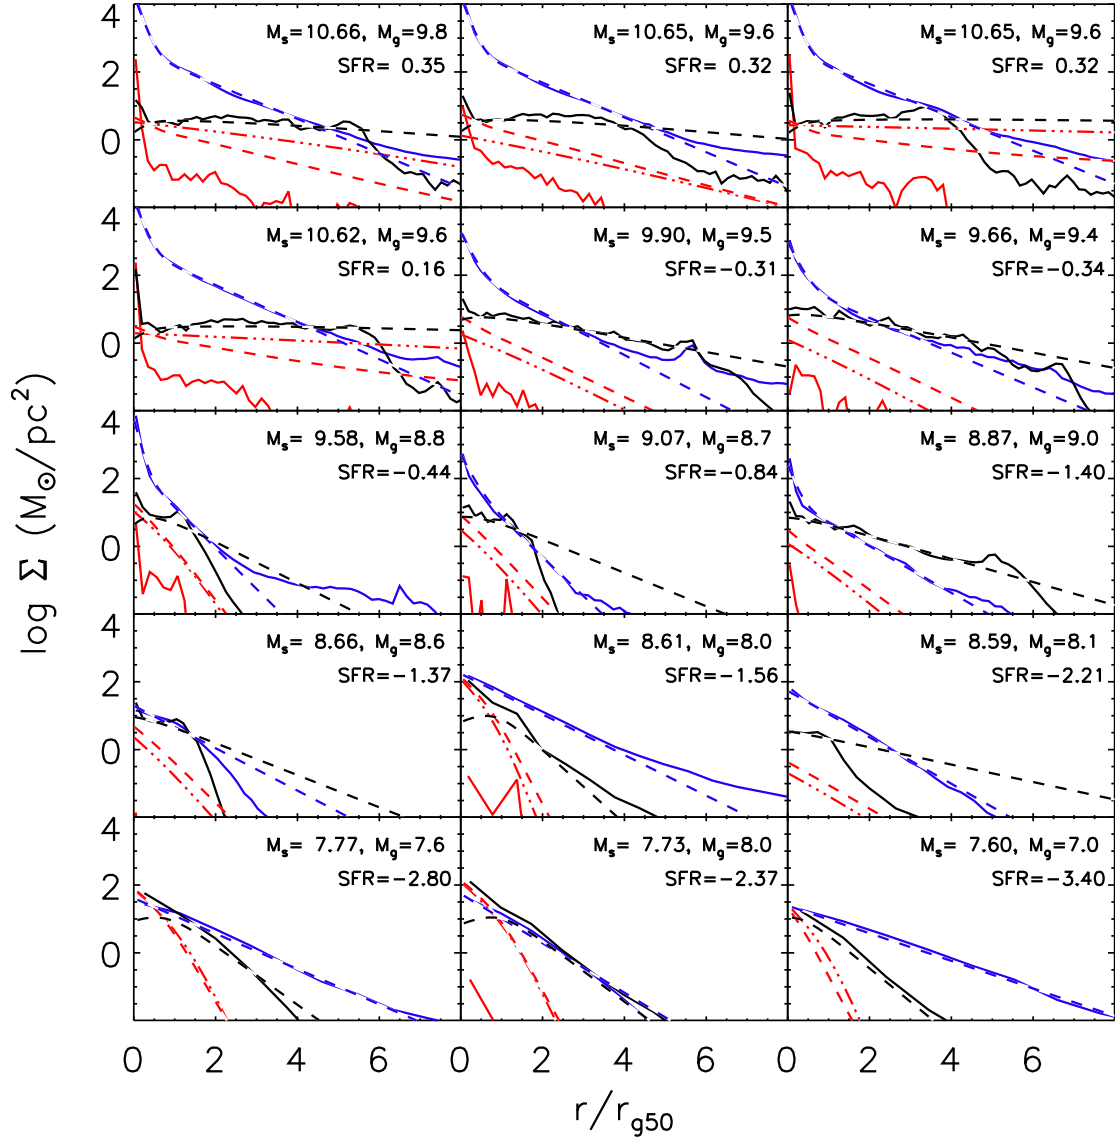 4
M_s=10.66, M_g=9.8
M_s=10.65, M_g=9.6
M_s=10.65, M_g=9.6
SFR= 0.35
SFR= 0.32
SFR= 0.32
2
0
4
M_s=10.62, M_g=9.6
M_s= 9.90, M_g=9.5
M_s= 9.66, M_g=9.4
SFR= 0.16
SFR=−0.31
SFR=−0.34
2
0
4
M_s= 9.58, M_g=8.8
M_s= 9.07, M_g=8.7
M_s= 8.87, M_g=9.0
SFR=−0.44
SFR=−0.84
SFR=−1.40
2
0
log Σ (M_⊙/pc²)
4
M_s= 8.66, M_g=8.6
M_s= 8.61, M_g=8.0
M_s= 8.59, M_g=8.1
SFR=−1.37
SFR=−1.56
SFR=−2.21
2
0
4
M_s= 7.77, M_g=7.6
M_s= 7.73, M_g=8.0
M_s= 7.60, M_g=7.0
SFR=−2.80
SFR=−2.37
SFR=−3.40
2
0
0 2 4 6 0 2 4 6 0 2 4 6
r/r_g50